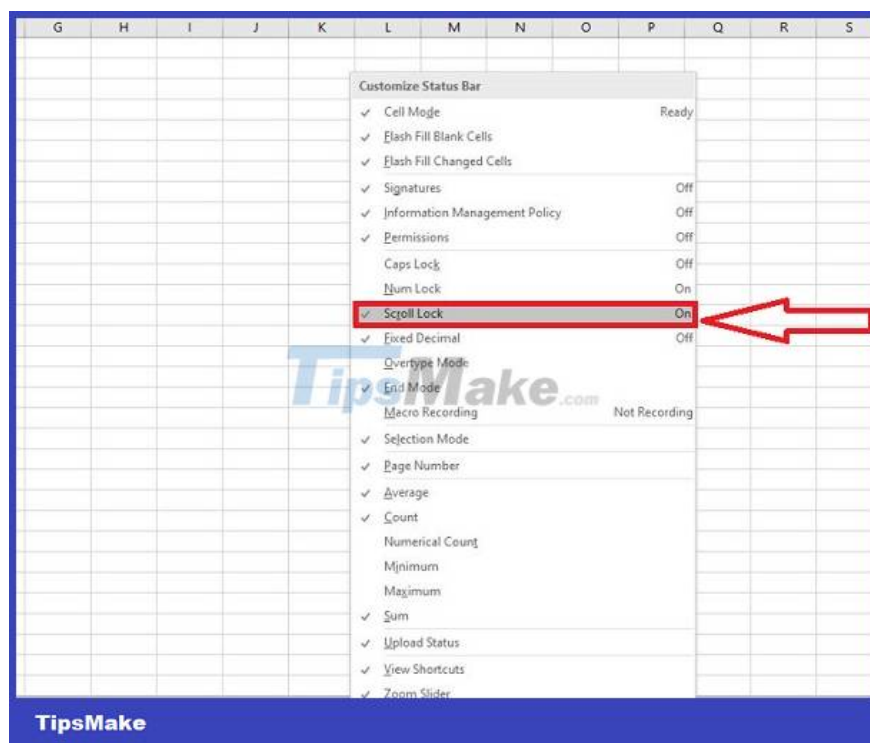 G H I J K L M N O P Q R S
Customize Status Bar
Cell Mode Ready
Flash Fill Blank Cells
Flash Fill Changed Cells
Signatures Off
Information Management Policy Off
Permissions Off
Caps Lock Off
Num Lock On
Scroll Lock On
Fixed Decimal Off
Overtype Mode
End Mode
TipsMake.com
Macro Recording Not Recording
Selection Mode
Page Number
Average
Count
Numerical Count
Minimum
Maximum
Sum
Upload Status
View Shortcuts
Zoom Slider
TipsMake